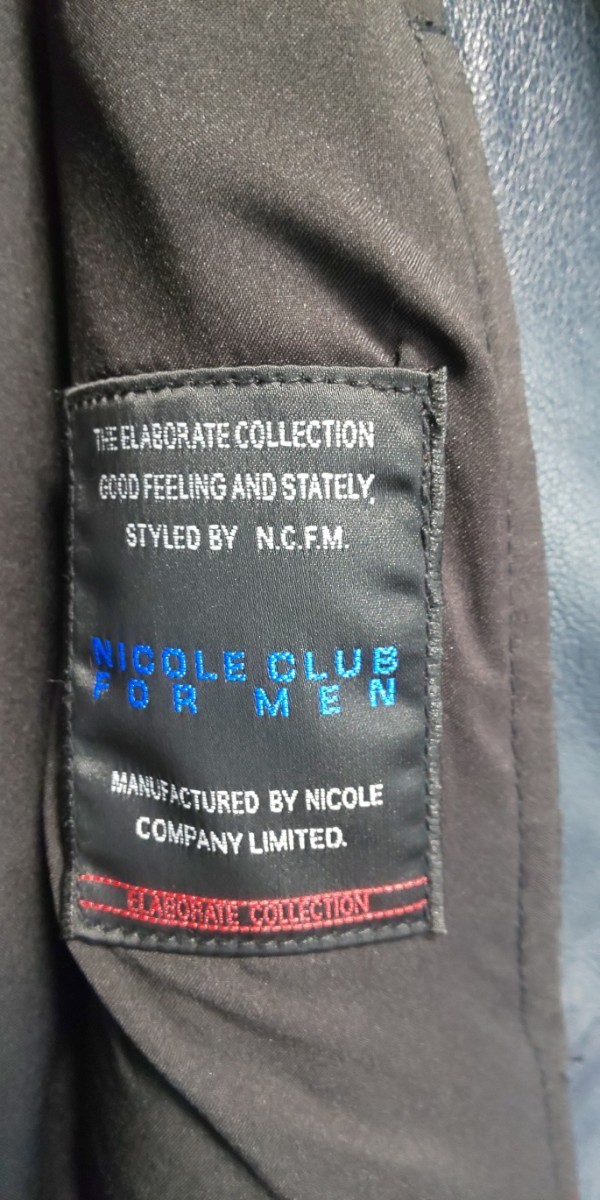 THE ELABORATE COLLECTION
GOOD FEELING AND STATELY,
STYLED BY N.C.F.M.
NICOLE CLUB
FOR MEN
MANUFACTURED BY NICOLE
COMPANY LIMITED.
ELABORATE COLLECTION